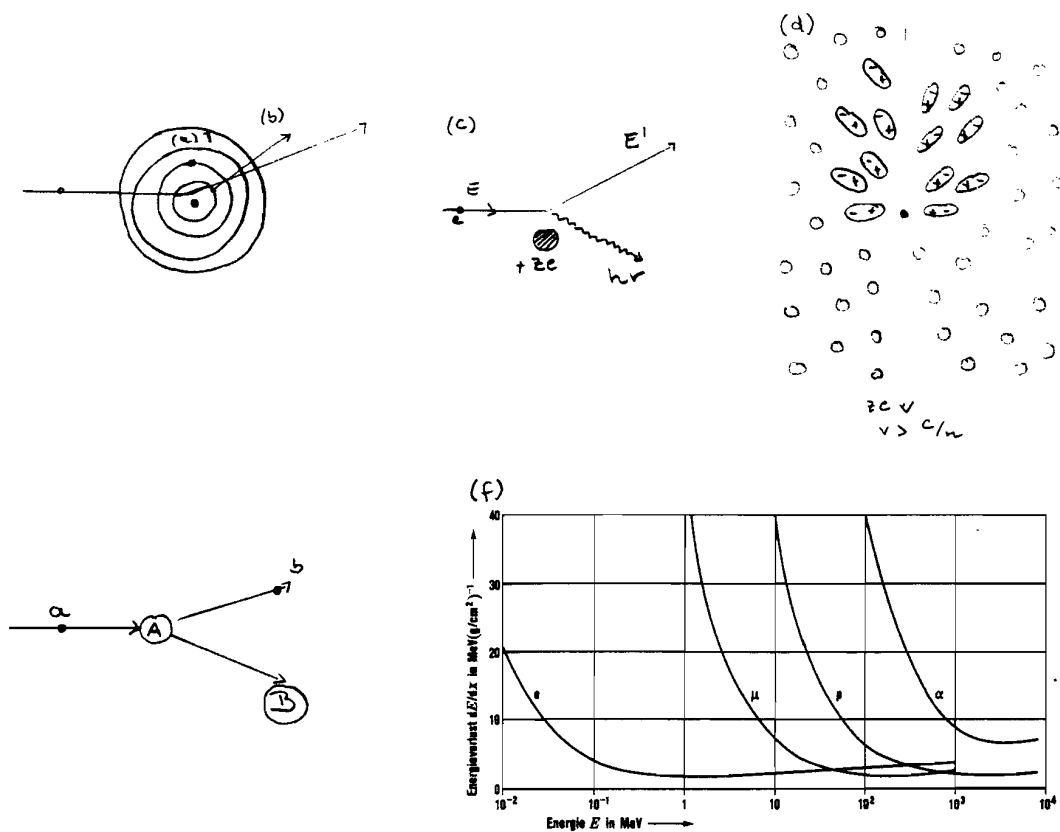 (a)
(b)
(c)
E
E'
e
+ ze
hν
(d)
ze v
v > c/n
a
A
b
B
(f)
Energieverlust dE/dx in MeV(g/cm²)⁻¹
40
30
20
10
0
e
μ
p
α
10⁻²
10⁻¹
1
10
10²
10³
10⁴
Energie E in MeV